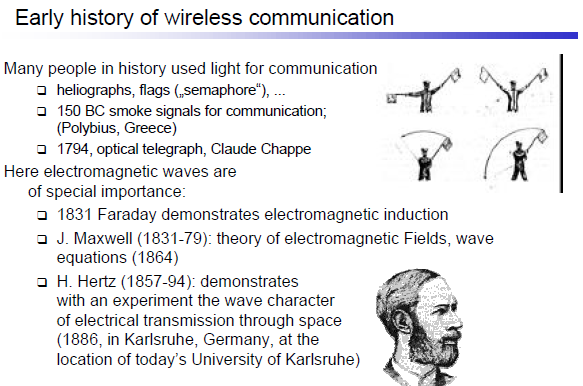 Early history of wireless communication
Many people in history used light for communication
❑ heliographs, flags („semaphore“), ...
❑ 150 BC smoke signals for communication;
(Polybius, Greece)
❑ 1794, optical telegraph, Claude Chappe
Here electromagnetic waves are
of special importance:
❑ 1831 Faraday demonstrates electromagnetic induction
❑ J. Maxwell (1831-79): theory of electromagnetic Fields, wave
equations (1864)
❑ H. Hertz (1857-94): demonstrates
with an experiment the wave character
of electrical transmission through space
(1886, in Karlsruhe, Germany, at the
location of today’s University of Karlsruhe)